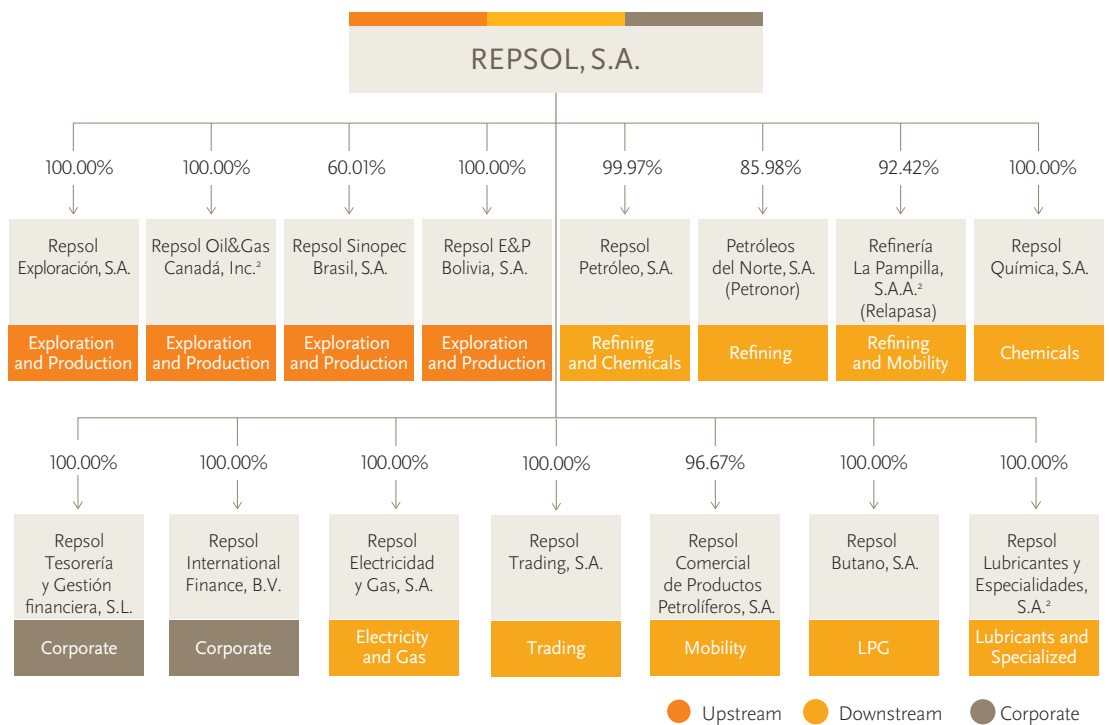 REPSOL, S.A.
100.00%
100.00%
60.01%
100.00%
99.97%
85.98%
92.42%
100.00%
Repsol
Exploración, S.A.
Exploration
and Production
Repsol Oil&Gas
Canadá, Inc.²
Exploration
and Production
Repsol Sinopec
Brasil, S.A.
Exploration
and Production
Repsol E&P
Bolivia, S.A.
Exploration
and Production
Repsol
Petróleo, S.A.
Refining
and Chemicals
Petróleos
del Norte, S.A.
(Petronor)
Refining
Refinería
La Pampilla,
S.A.A.²
(Relapasa)
Refining
and Mobility
Repsol
Química, S.A.
Chemicals
100.00%
100.00%
100.00%
100.00%
96.67%
100.00%
100.00%
Repsol
Tesorería
y Gestión
financiera, S.L.
Corporate
Repsol
International
Finance, B.V.
Corporate
Repsol
Electricidad
y Gas, S.A.
Electricity
and Gas
Repsol
Trading, S.A.
Trading
Repsol
Comercial
de Productos
Petrolíferos, S.A.
Mobility
Repsol
Butano, S.A.
LPG
Repsol
Lubricantes y
Especialidades,
S.A.²
Lubricants and
Specialized
Upstream
Downstream
Corporate